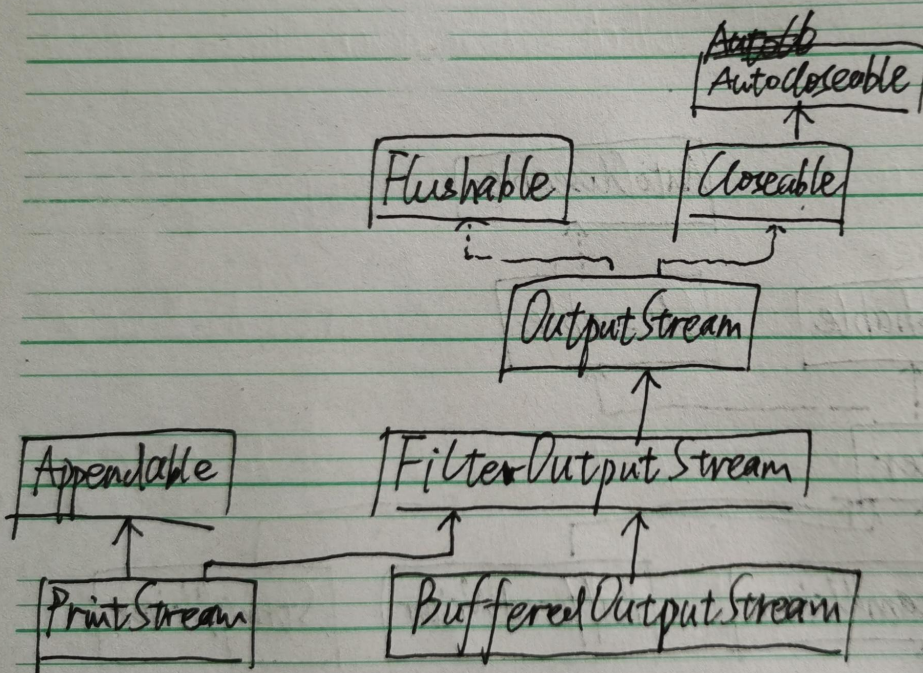 Autocloseable
Flushable
Closeable
OutputStream
Appendable
FilterOutputStream
PrintStream
BufferedOutputStream